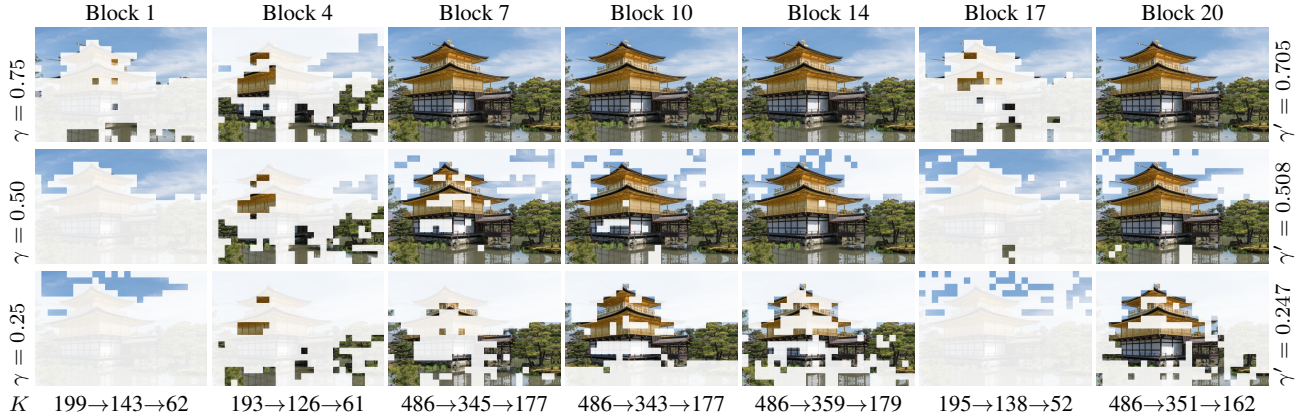 Block 1 Block 4 Block 7 Block 10 Block 14 Block 17 Block 20
γ = 0.75 γ′ = 0.705
γ = 0.50 γ′ = 0.508
γ = 0.25 γ′ = 0.247
K 199→143→62 193→126→61 486→345→177 486→343→177 486→359→179 195→138→52 486→351→162